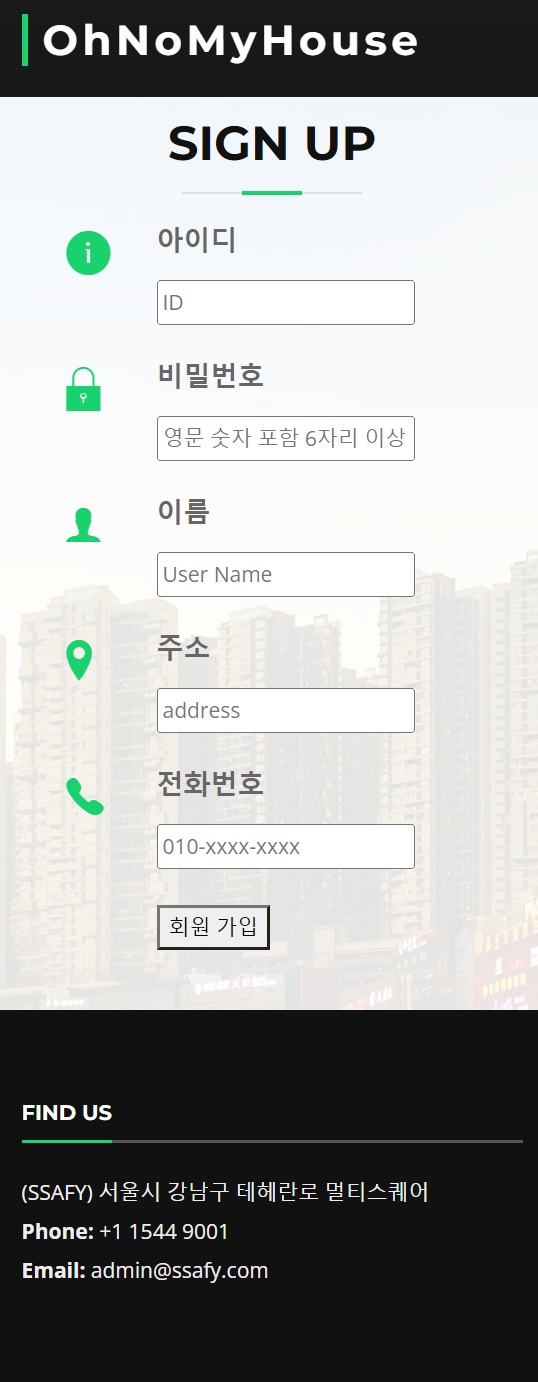 OhNoMyHouse
SIGN UP
아이디
ID
비밀번호
영문 숫자 포함 6자리 이상
이름
User Name
주소
address
전화번호
010-xxxx-xxxx
회원 가입
FIND US
(SSAFY) 서울시 강남구 테헤란로 멀티스퀘어
Phone: +1 1544 9001
Email: admin@ssafy.com